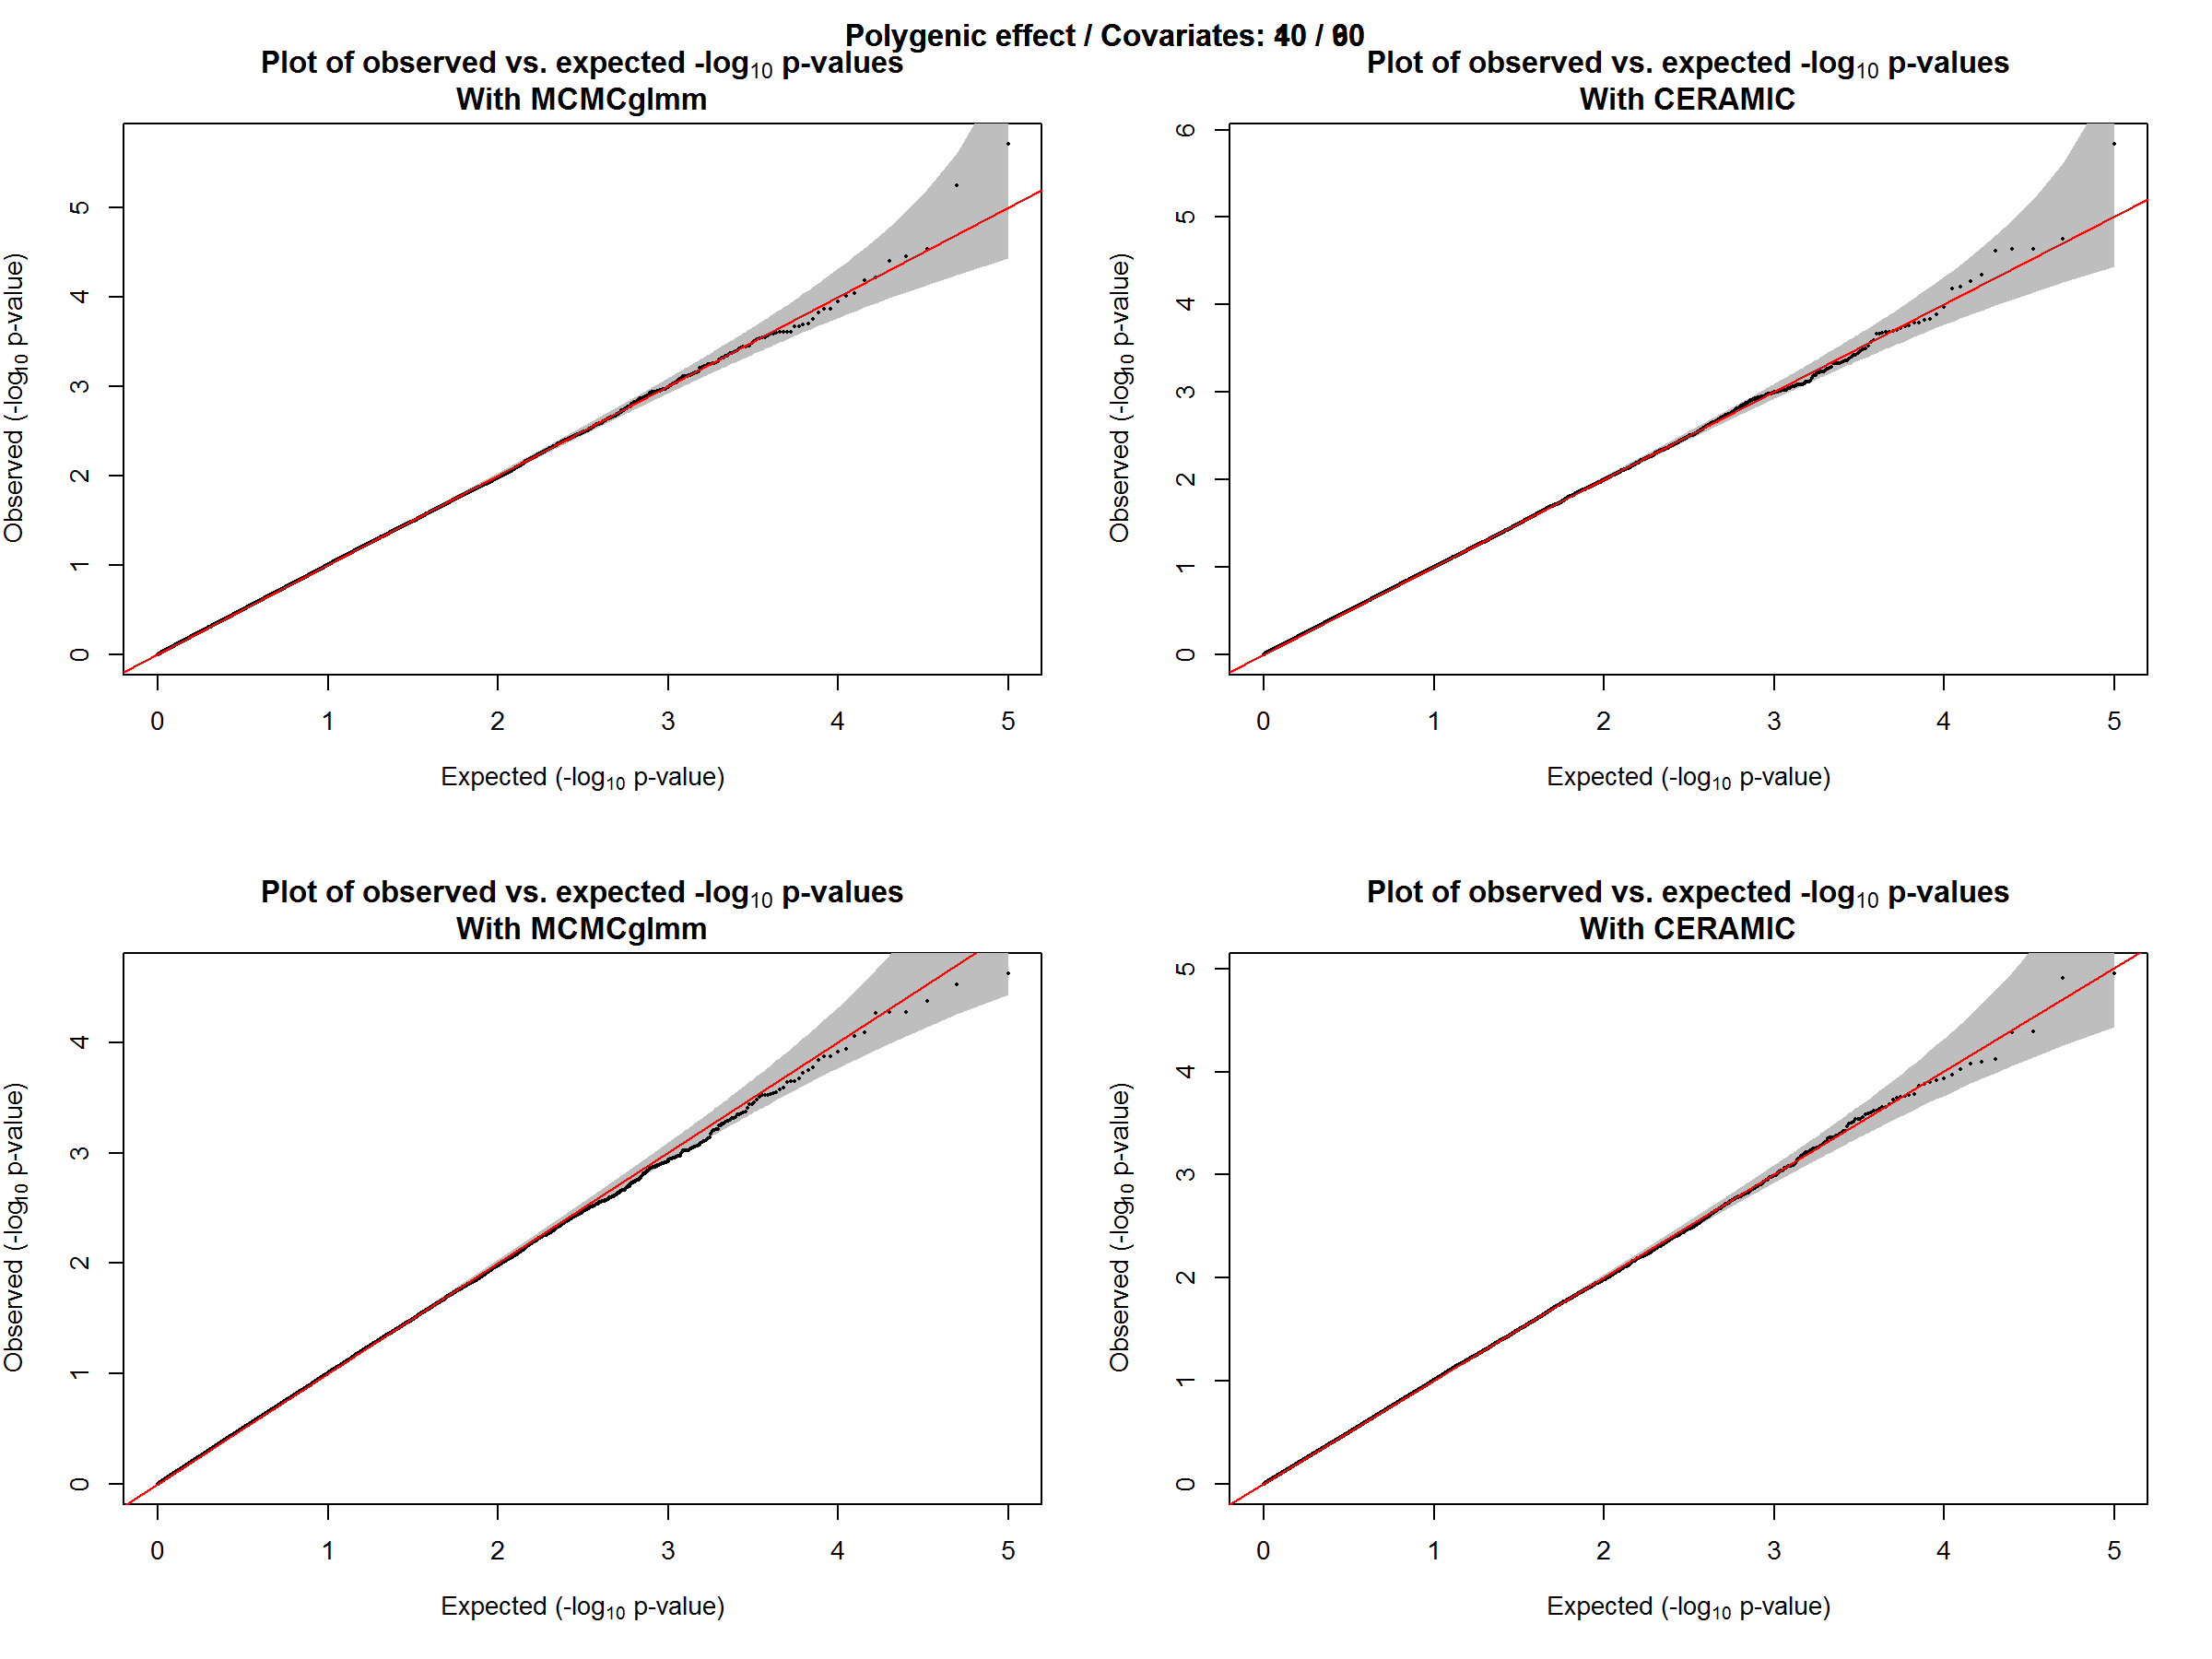 Polygenic effect / Covariates:
Plot of observed vs. expected -log10 p-values
With MCMCglmm
Plot of observed vs. expected -log10 p-values
With CERAMIC
Observed (-log10 p-value)
5
4
3
2
1
0
0 1 2 3 4 5
Expected (-log10 p-value)
Observed (-log10 p-value)
6
5
4
3
2
1
0
0 1 2 3 4 5
Expected (-log10 p-value)
Plot of observed vs. expected -log10 p-values
With MCMCglmm
Plot of observed vs. expected -log10 p-values
With CERAMIC
Observed (-log10 p-value)
4
3
2
1
0
0 1 2 3 4 5
Expected (-log10 p-value)
Observed (-log10 p-value)
5
4
3
2
1
0
0 1 2 3 4 5
Expected (-log10 p-value)